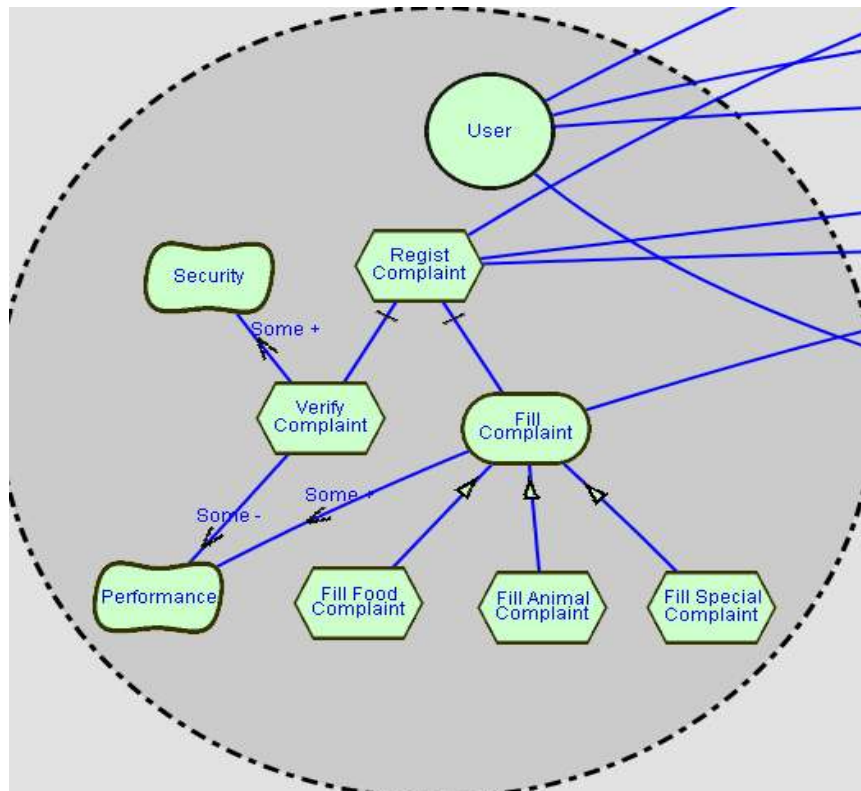 User
Regist
Complaint
Security
Some +
Verify
Complaint
Fill
Complaint
Some -
Some +
Performance
Fill Food
Complaint
Fill Animal
Complaint
Fill Special
Complaint